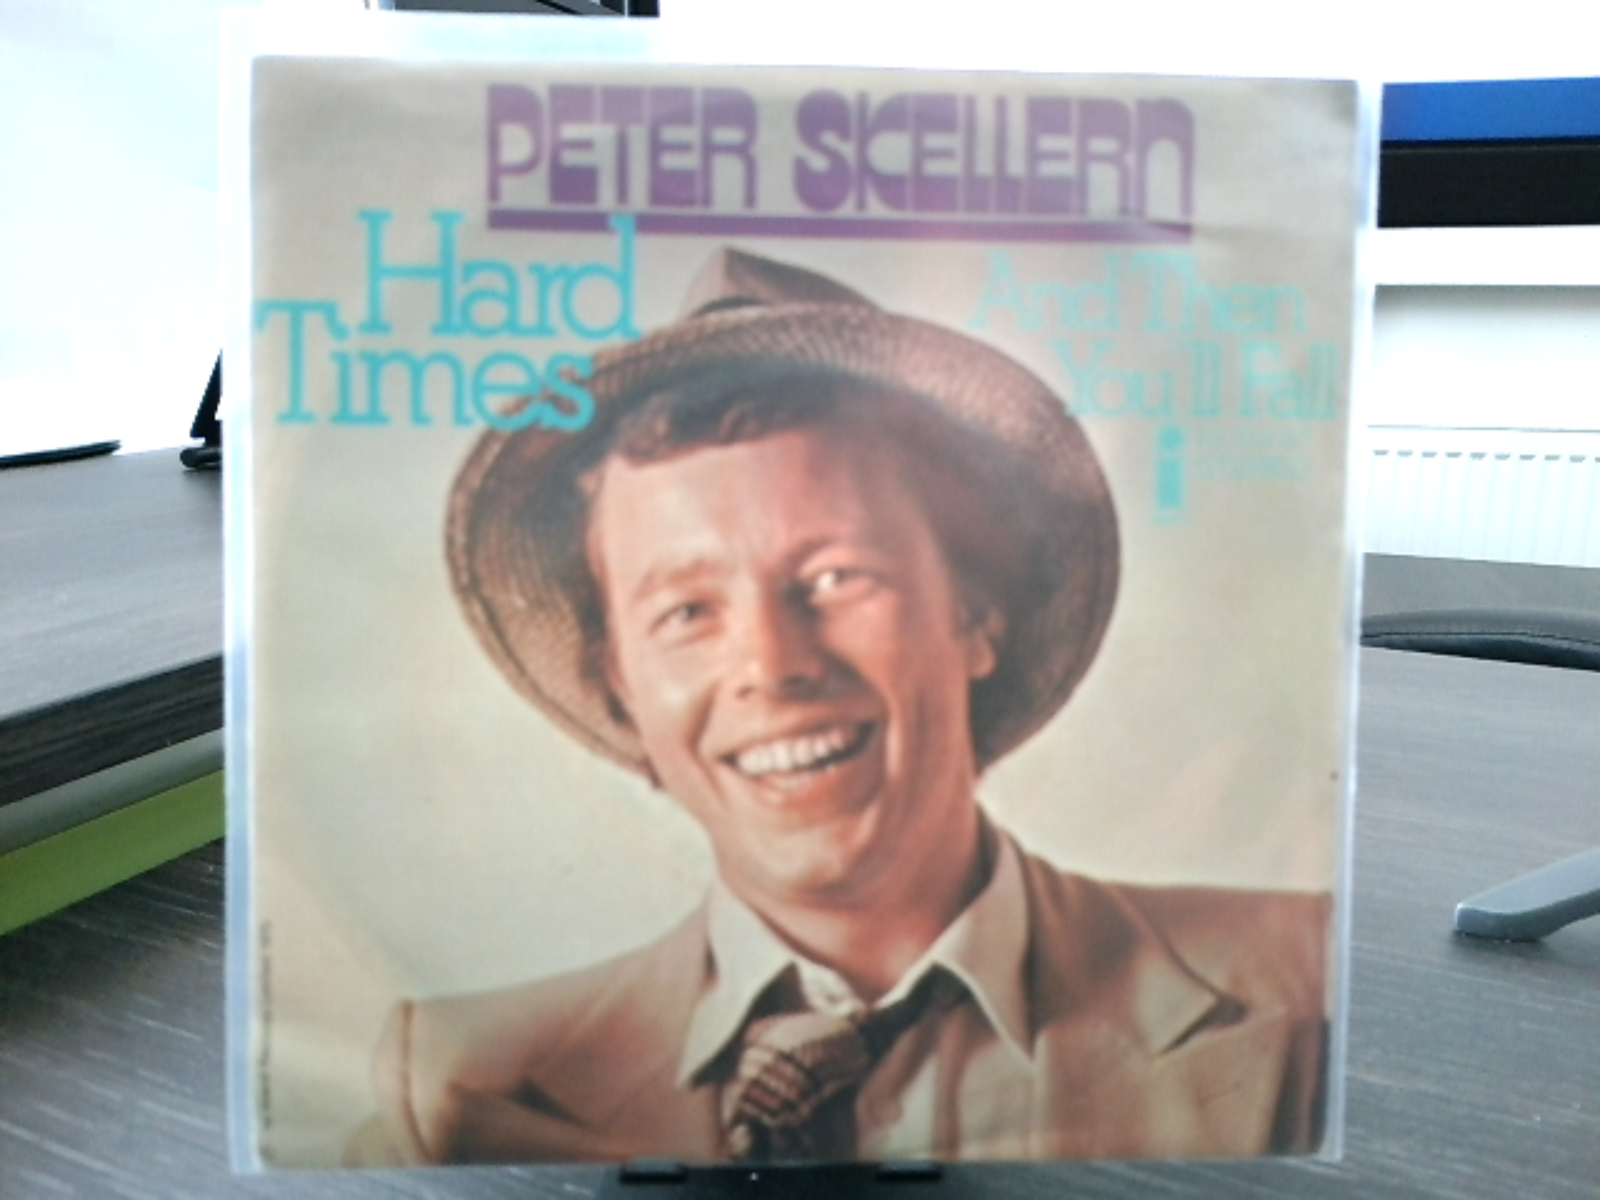 PETER SKELLERN
Hard
Times
And Then
You'll Fall